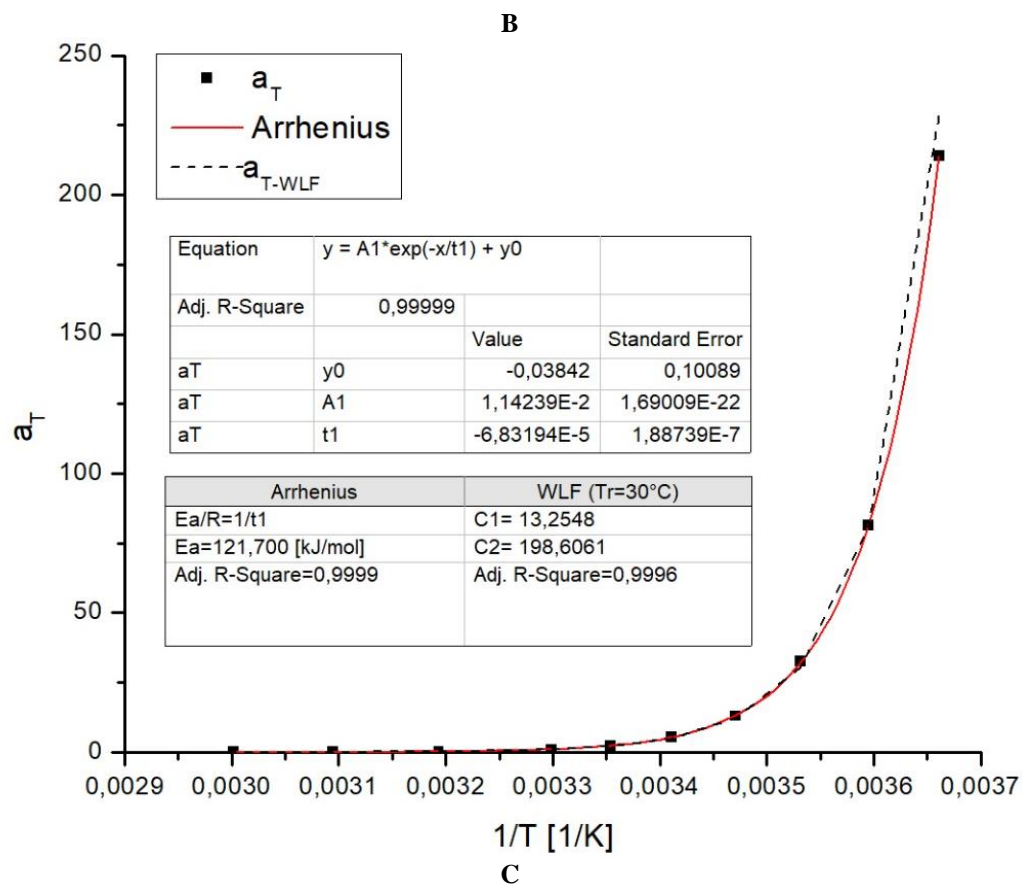 B
250
200
150
100
50
0
a_T
a_T
Arrhenius
a_T-WLF
Equation y = A1*exp(-x/t1) + y0
Adj. R-Square 0,99999
Value Standard Error
aT y0 -0,03842 0,10089
aT A1 1,14239E-2 1,69009E-22
aT t1 -6,83194E-5 1,88739E-7
Arrhenius WLF (Tr=30°C)
Ea/R=1/t1 C1= 13,2548
Ea=121,700 [kJ/mol] C2= 198,6061
Adj. R-Square=0,9999 Adj. R-Square=0,9996
0,0029 0,0030 0,0031 0,0032 0,0033 0,0034 0,0035 0,0036 0,0037
1/T [1/K]
C